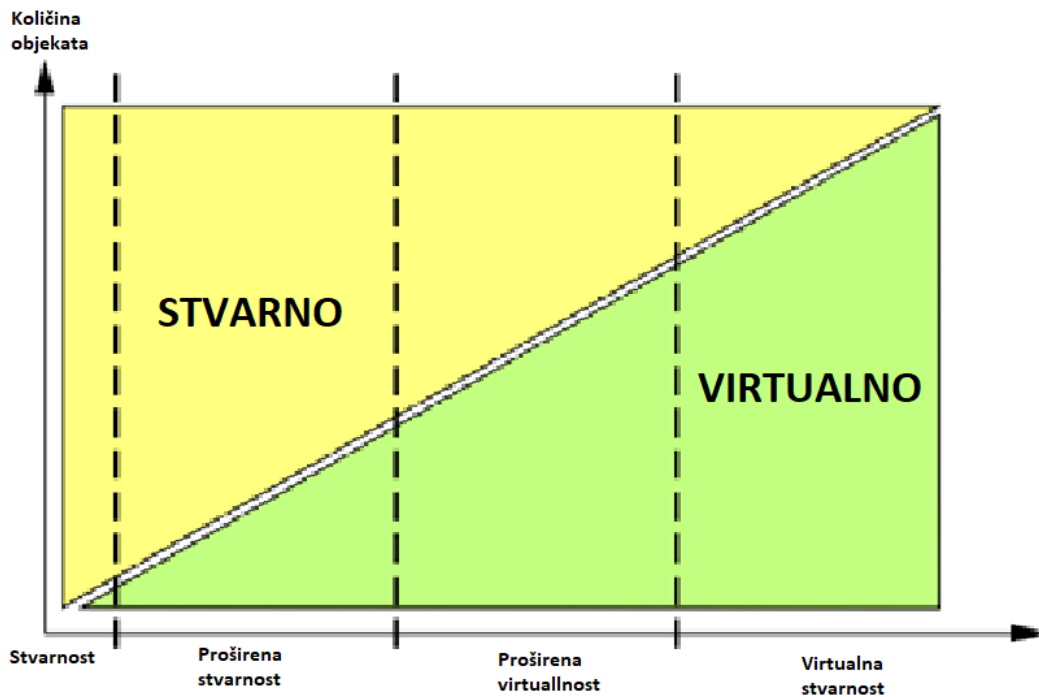 Količina
objekata
STVARNO
VIRTUALNO
Stvarnost
Proširena
stvarnost
Proširena
virtuallnost
Virtualna
stvarnost